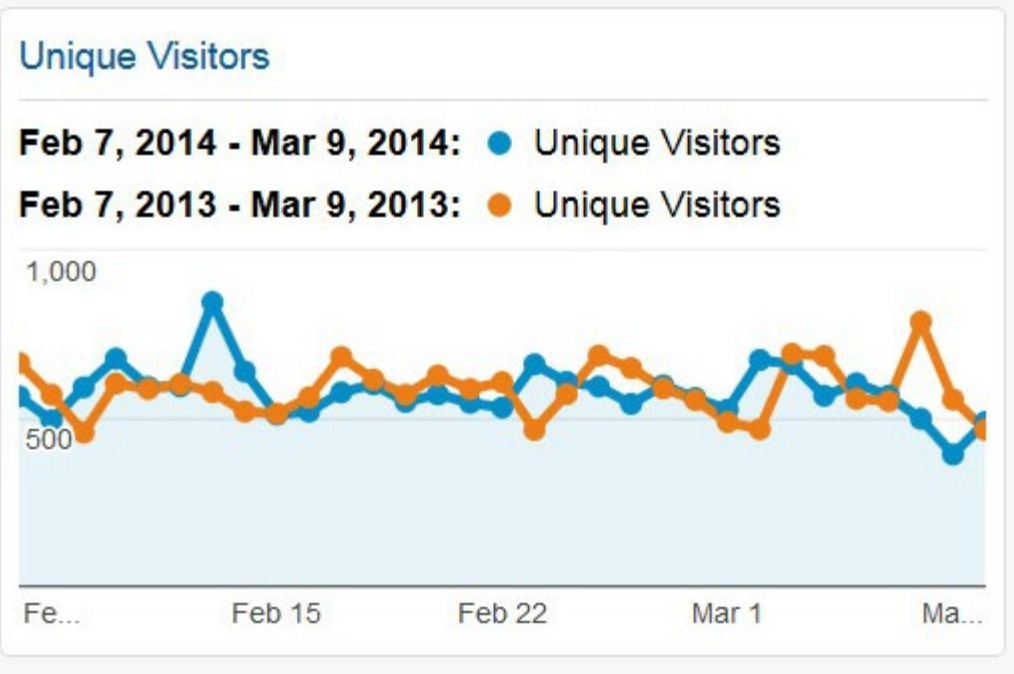 Unique Visitors
Feb 7, 2014 - Mar 9, 2014: Unique Visitors
Feb 7, 2013 - Mar 9, 2013: Unique Visitors
1,000
500
Fe... Feb 15 Feb 22 Mar 1 Ma...